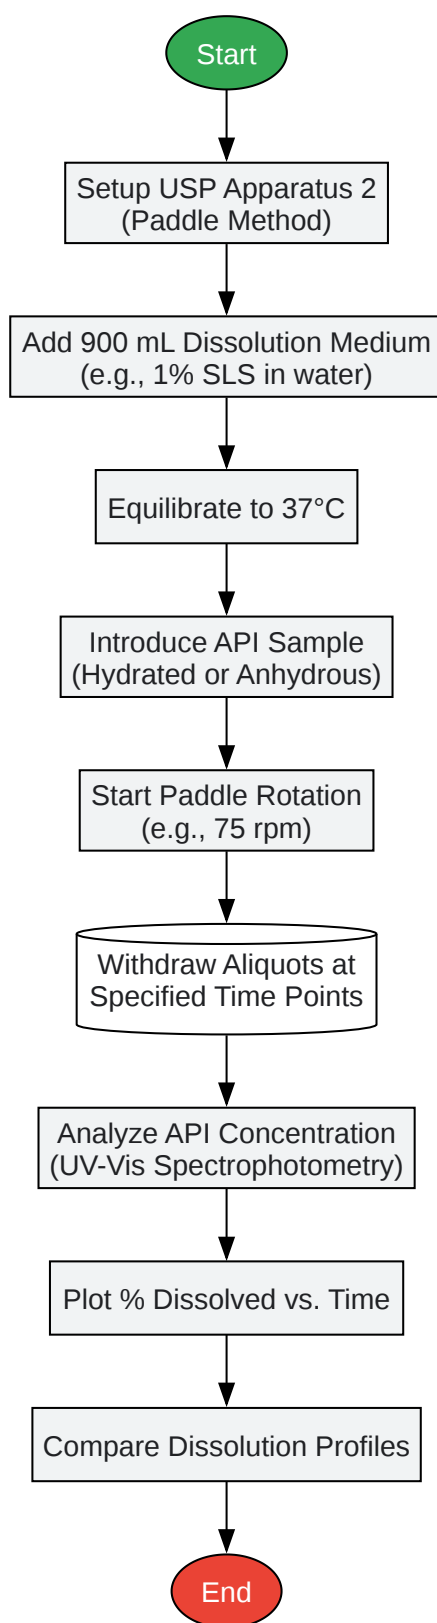 Start
Setup USP Apparatus 2
(Paddle Method)
Add 900 mL Dissolution Medium
(e.g., 1% SLS in water)
Equilibrate to 37°C
Introduce API Sample
(Hydrated or Anhydrous)
Start Paddle Rotation
(e.g., 75 rpm)
Withdraw Aliquots at
Specified Time Points
Analyze API Concentration
(UV-Vis Spectrophotometry)
Plot % Dissolved vs. Time
Compare Dissolution Profiles
End